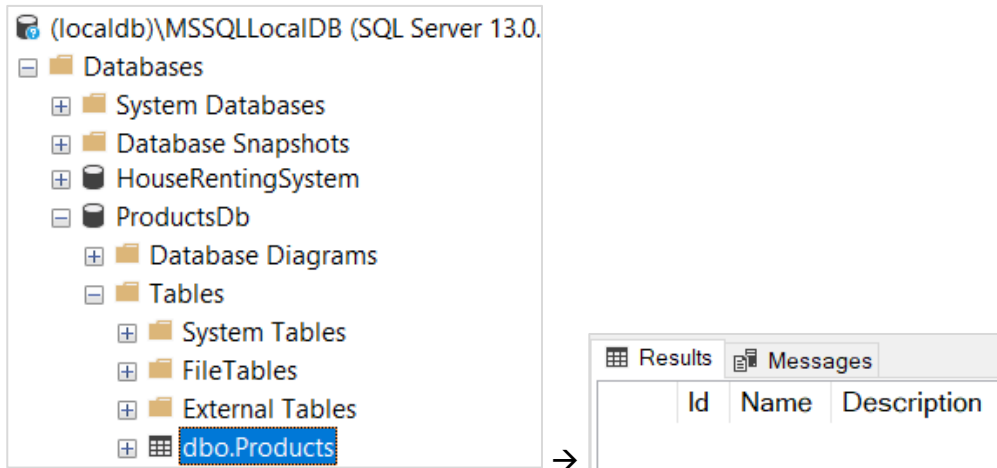 (localdb)\MSSQLLocalDB (SQL Server 13.0.
Databases
System Databases
Database Snapshots
HouseRentingSystem
ProductsDb
Database Diagrams
Tables
System Tables
FileTables
External Tables
dbo.Products
→
Results Messages
Id Name Description